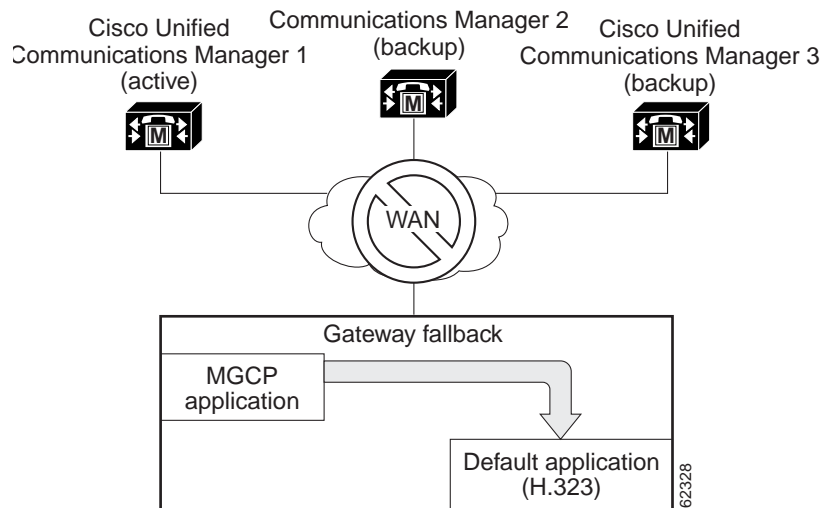 Cisco Unified
Communications Manager 1
(active)
Communications Manager 2
(backup)
Cisco Unified
Communications Manager 3
(backup)
M
M
M
WAN
Gateway fallback
MGCP
application
Default application
(H.323)
62328